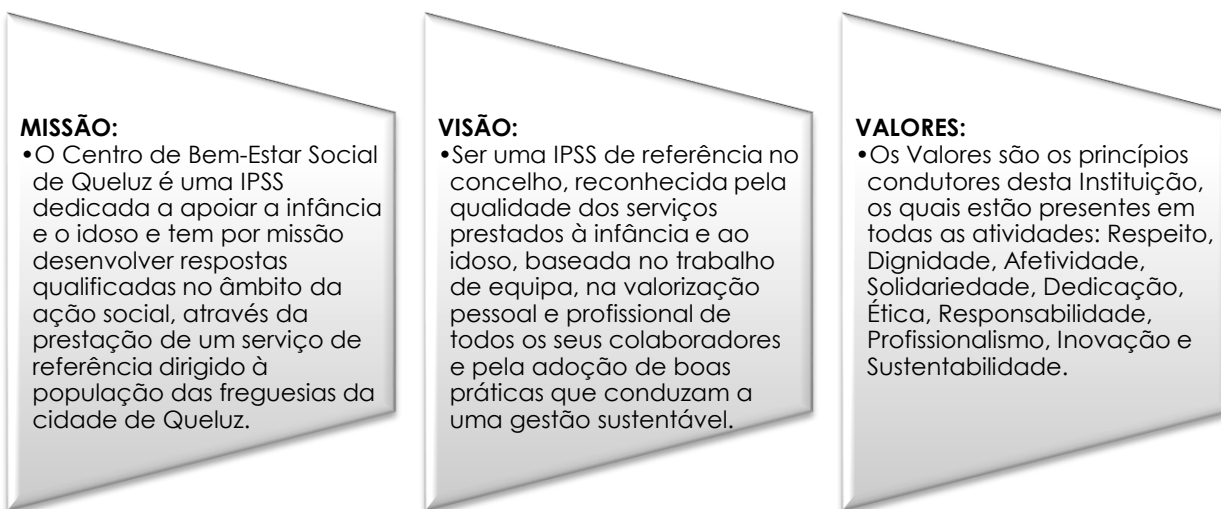 MISSÃO:
•O Centro de Bem-Estar Social
de Queluz é uma IPSS
dedicada a apoiar a infância
e o idoso e tem por missão
desenvolver respostas
qualificadas no âmbito da
ação social, através da
prestação de um serviço de
referência dirigido à
população das freguesias da
cidade de Queluz.
VISÃO:
•Ser uma IPSS de referência no
concelho, reconhecida pela
qualidade dos serviços
prestados à infância e ao
idoso, baseada no trabalho
de equipa, na valorização
pessoal e profissional de
todos os seus colaboradores
e pela adoção de boas
práticas que conduzam a
uma gestão sustentável.
VALORES:
•Os Valores são os princípios
condutores desta Instituição,
os quais estão presentes em
todas as atividades: Respeito,
Dignidade, Afetividade,
Solidariedade, Dedicação,
Ética, Responsabilidade,
Profissionalismo, Inovação e
Sustentabilidade.